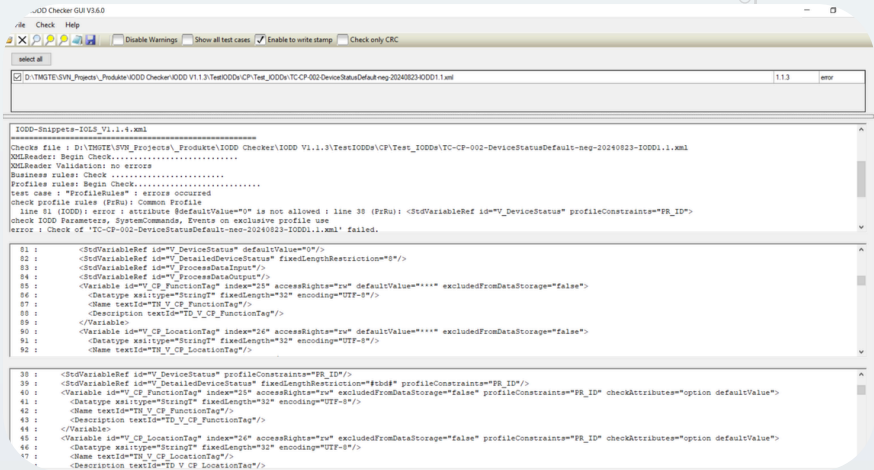 IODD Checker GUI V3.6.0
File Check Help
Disable Warnings Show all test cases Enable to write stamp Check only CRC
select all
D:\TMGTE\SVN_Projects\_Produkte\IODD Checker\IODD V1.1.3\TestIODDs\CP\Test_IODDs\TC-CP-002-DeviceStatusDefault-neg-20240823-IODD1.1.xml 1.1.3 error
IODD-Snippets-IOLS_V1.1.4.xml
======================================================
Checks file : D:\TMGTE\SVN_Projects\_Produkte\IODD Checker\IODD V1.1.3\TestIODDs\CP\Test_IODDs\TC-CP-002-DeviceStatusDefault-neg-20240823-IODD1.1.xml
XMLReader: Begin Check............................
XMLReader Validation: no errors
Business rules: Check .........................
Profiles rules: Begin Check............................
test case : "ProfileRules" : errors occurred
check profile rules (PrRu): Common Profile
line 81 (IODD): error : attribute @defaultValue="0" is not allowed : line 38 (PrRu): <StdVariableRef id="V_DeviceStatus" profileConstraints="PR_ID">
check IODD Parameters, SystemCommands, Events on exclusive profile use
error : Check of 'TC-CP-002-DeviceStatusDefault-neg-20240823-IODD1.1.xml' failed.
81 : <StdVariableRef id="V_DeviceStatus" defaultValue="0"/>
82 : <StdVariableRef id="V_DetailedDeviceStatus" fixedLengthRestriction="8"/>
83 : <StdVariableRef id="V_ProcessDataInput"/>
84 : <StdVariableRef id="V_ProcessDataOutput"/>
85 : <Variable id="V_CP_FunctionTag" index="25" accessRights="rw" defaultValue="***" excludedFromDataStorage="false">
86 : <Datatype xsi:type="StringT" fixedLength="32" encoding="UTF-8"/>
87 : <Name textId="TN_V_CP_FunctionTag"/>
88 : <Description textId="TD_V_CP_FunctionTag"/>
89 : </Variable>
90 : <Variable id="V_CP_LocationTag" index="26" accessRights="rw" defaultValue="***" excludedFromDataStorage="false">
91 : <Datatype xsi:type="StringT" fixedLength="32" encoding="UTF-8"/>
92 : <Name textId="TN_V_CP_LocationTag"/>
38 : <StdVariableRef id="V_DeviceStatus" profileConstraints="PR_ID"/>
39 : <StdVariableRef id="V_DetailedDeviceStatus" fixedLengthRestriction="#tbd#" profileConstraints="PR_ID"/>
40 : <Variable id="V_CP_FunctionTag" index="25" accessRights="rw" excludedFromDataStorage="false" profileConstraints="PR_ID" checkAttributes="option defaultValue">
41 : <Datatype xsi:type="StringT" fixedLength="32" encoding="UTF-8"/>
42 : <Name textId="TN_V_CP_FunctionTag"/>
43 : <Description textId="TD_V_CP_FunctionTag"/>
44 : </Variable>
45 : <Variable id="V_CP_LocationTag" index="26" accessRights="rw" excludedFromDataStorage="false" profileConstraints="PR_ID" checkAttributes="option defaultValue">
46 : <Datatype xsi:type="StringT" fixedLength="32" encoding="UTF-8"/>
47 : <Name textId="TN_V_CP_LocationTag"/>
<Description textId="TD_V_CP_LocationTag"/>